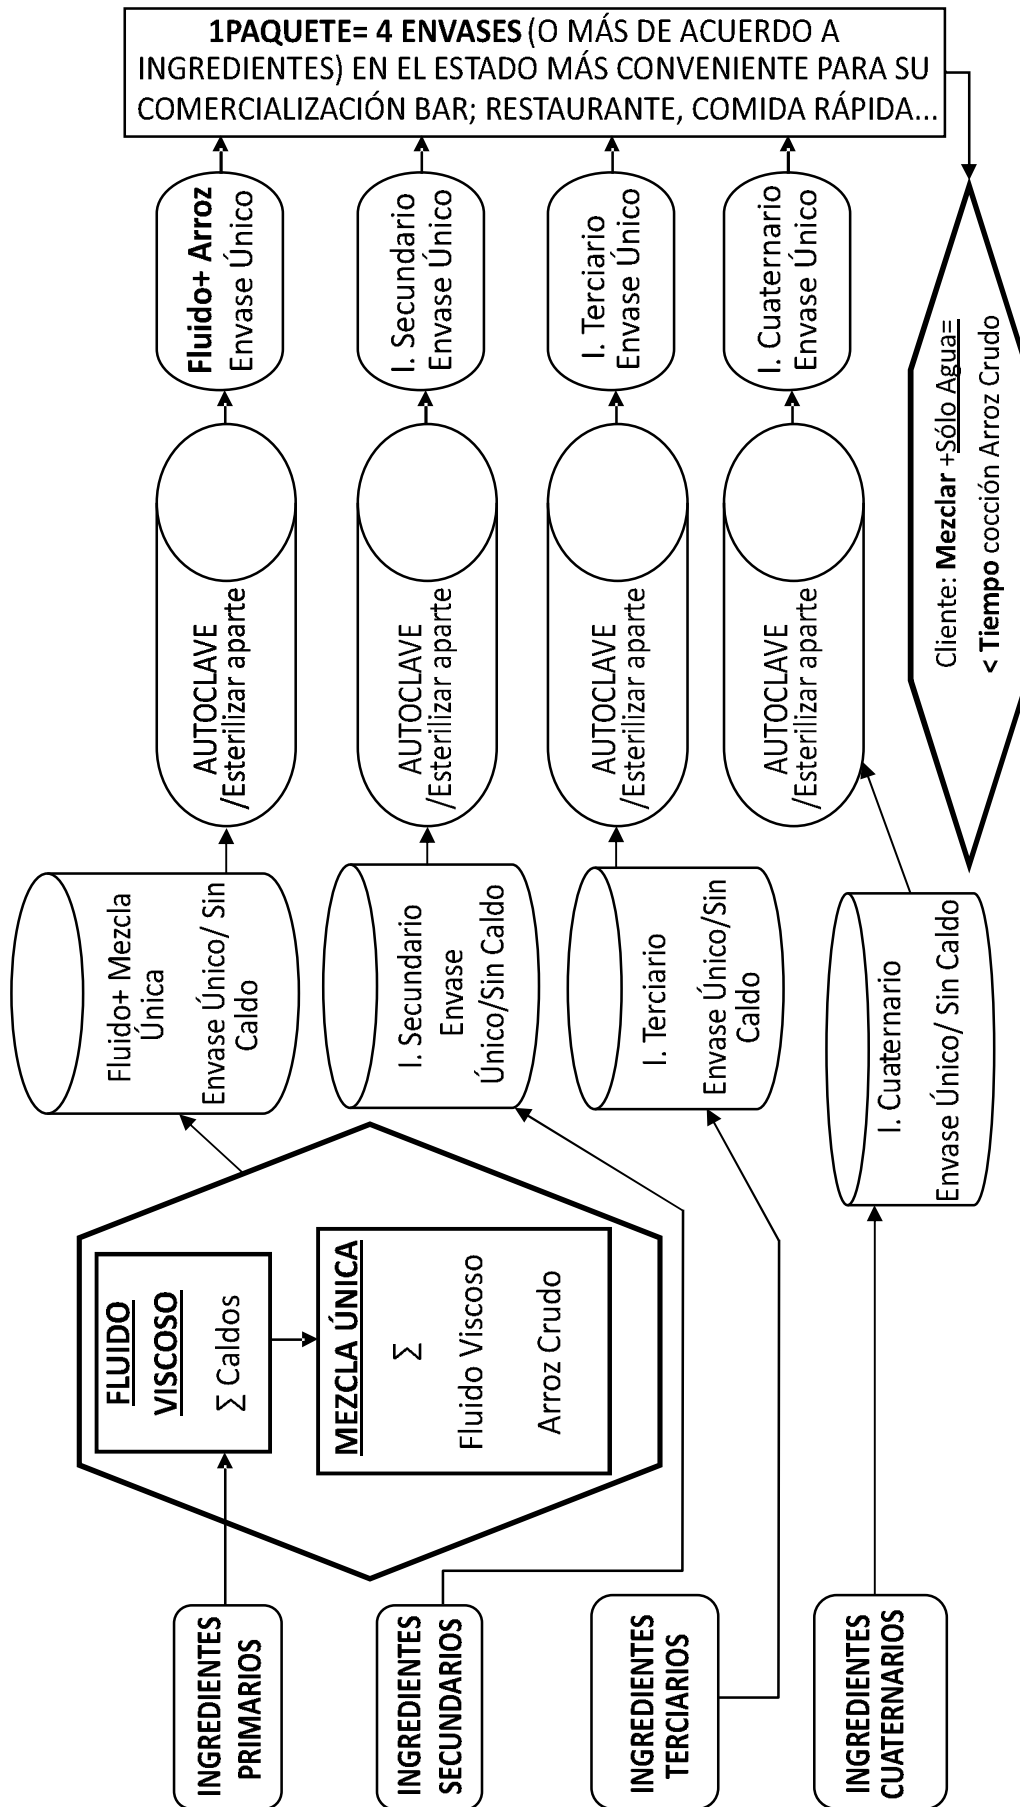 INGREDIENTES
PRIMARIOS
INGREDIENTES
SECUNDARIOS
INGREDIENTES
TERCIARIOS
INGREDIENTES
CUATERNARIOS
FLUIDO
VISCOSO
∑ Caldos
MEZCLA ÚNICA
∑
Fluido Viscoso
Arroz Crudo
Fluido+ Mezcla
Única
Envase Único/ Sin
Caldo
I. Secundario
Envase
Único/Sin Caldo
I. Terciario
Envase Único/Sin
Caldo
I. Cuaternario
Envase Único/ Sin Caldo
AUTOCLAVE
/Esterilizar aparte
AUTOCLAVE
/Esterilizar aparte
AUTOCLAVE
/Esterilizar aparte
AUTOCLAVE
/Esterilizar aparte
Fluido+ Arroz
Envase Único
I. Secundario
Envase Único
I. Terciario
Envase Único
I. Cuaternario
Envase Único
1PAQUETE= 4 ENVASES (O MÁS DE ACUERDO A
INGREDIENTES) EN EL ESTADO MÁS CONVENIENTE PARA SU
COMERCIALIZACIÓN BAR; RESTAURANTE, COMIDA RÁPIDA...
Cliente: Mezclar +Sólo Agua=
< Tiempo cocción Arroz Crudo